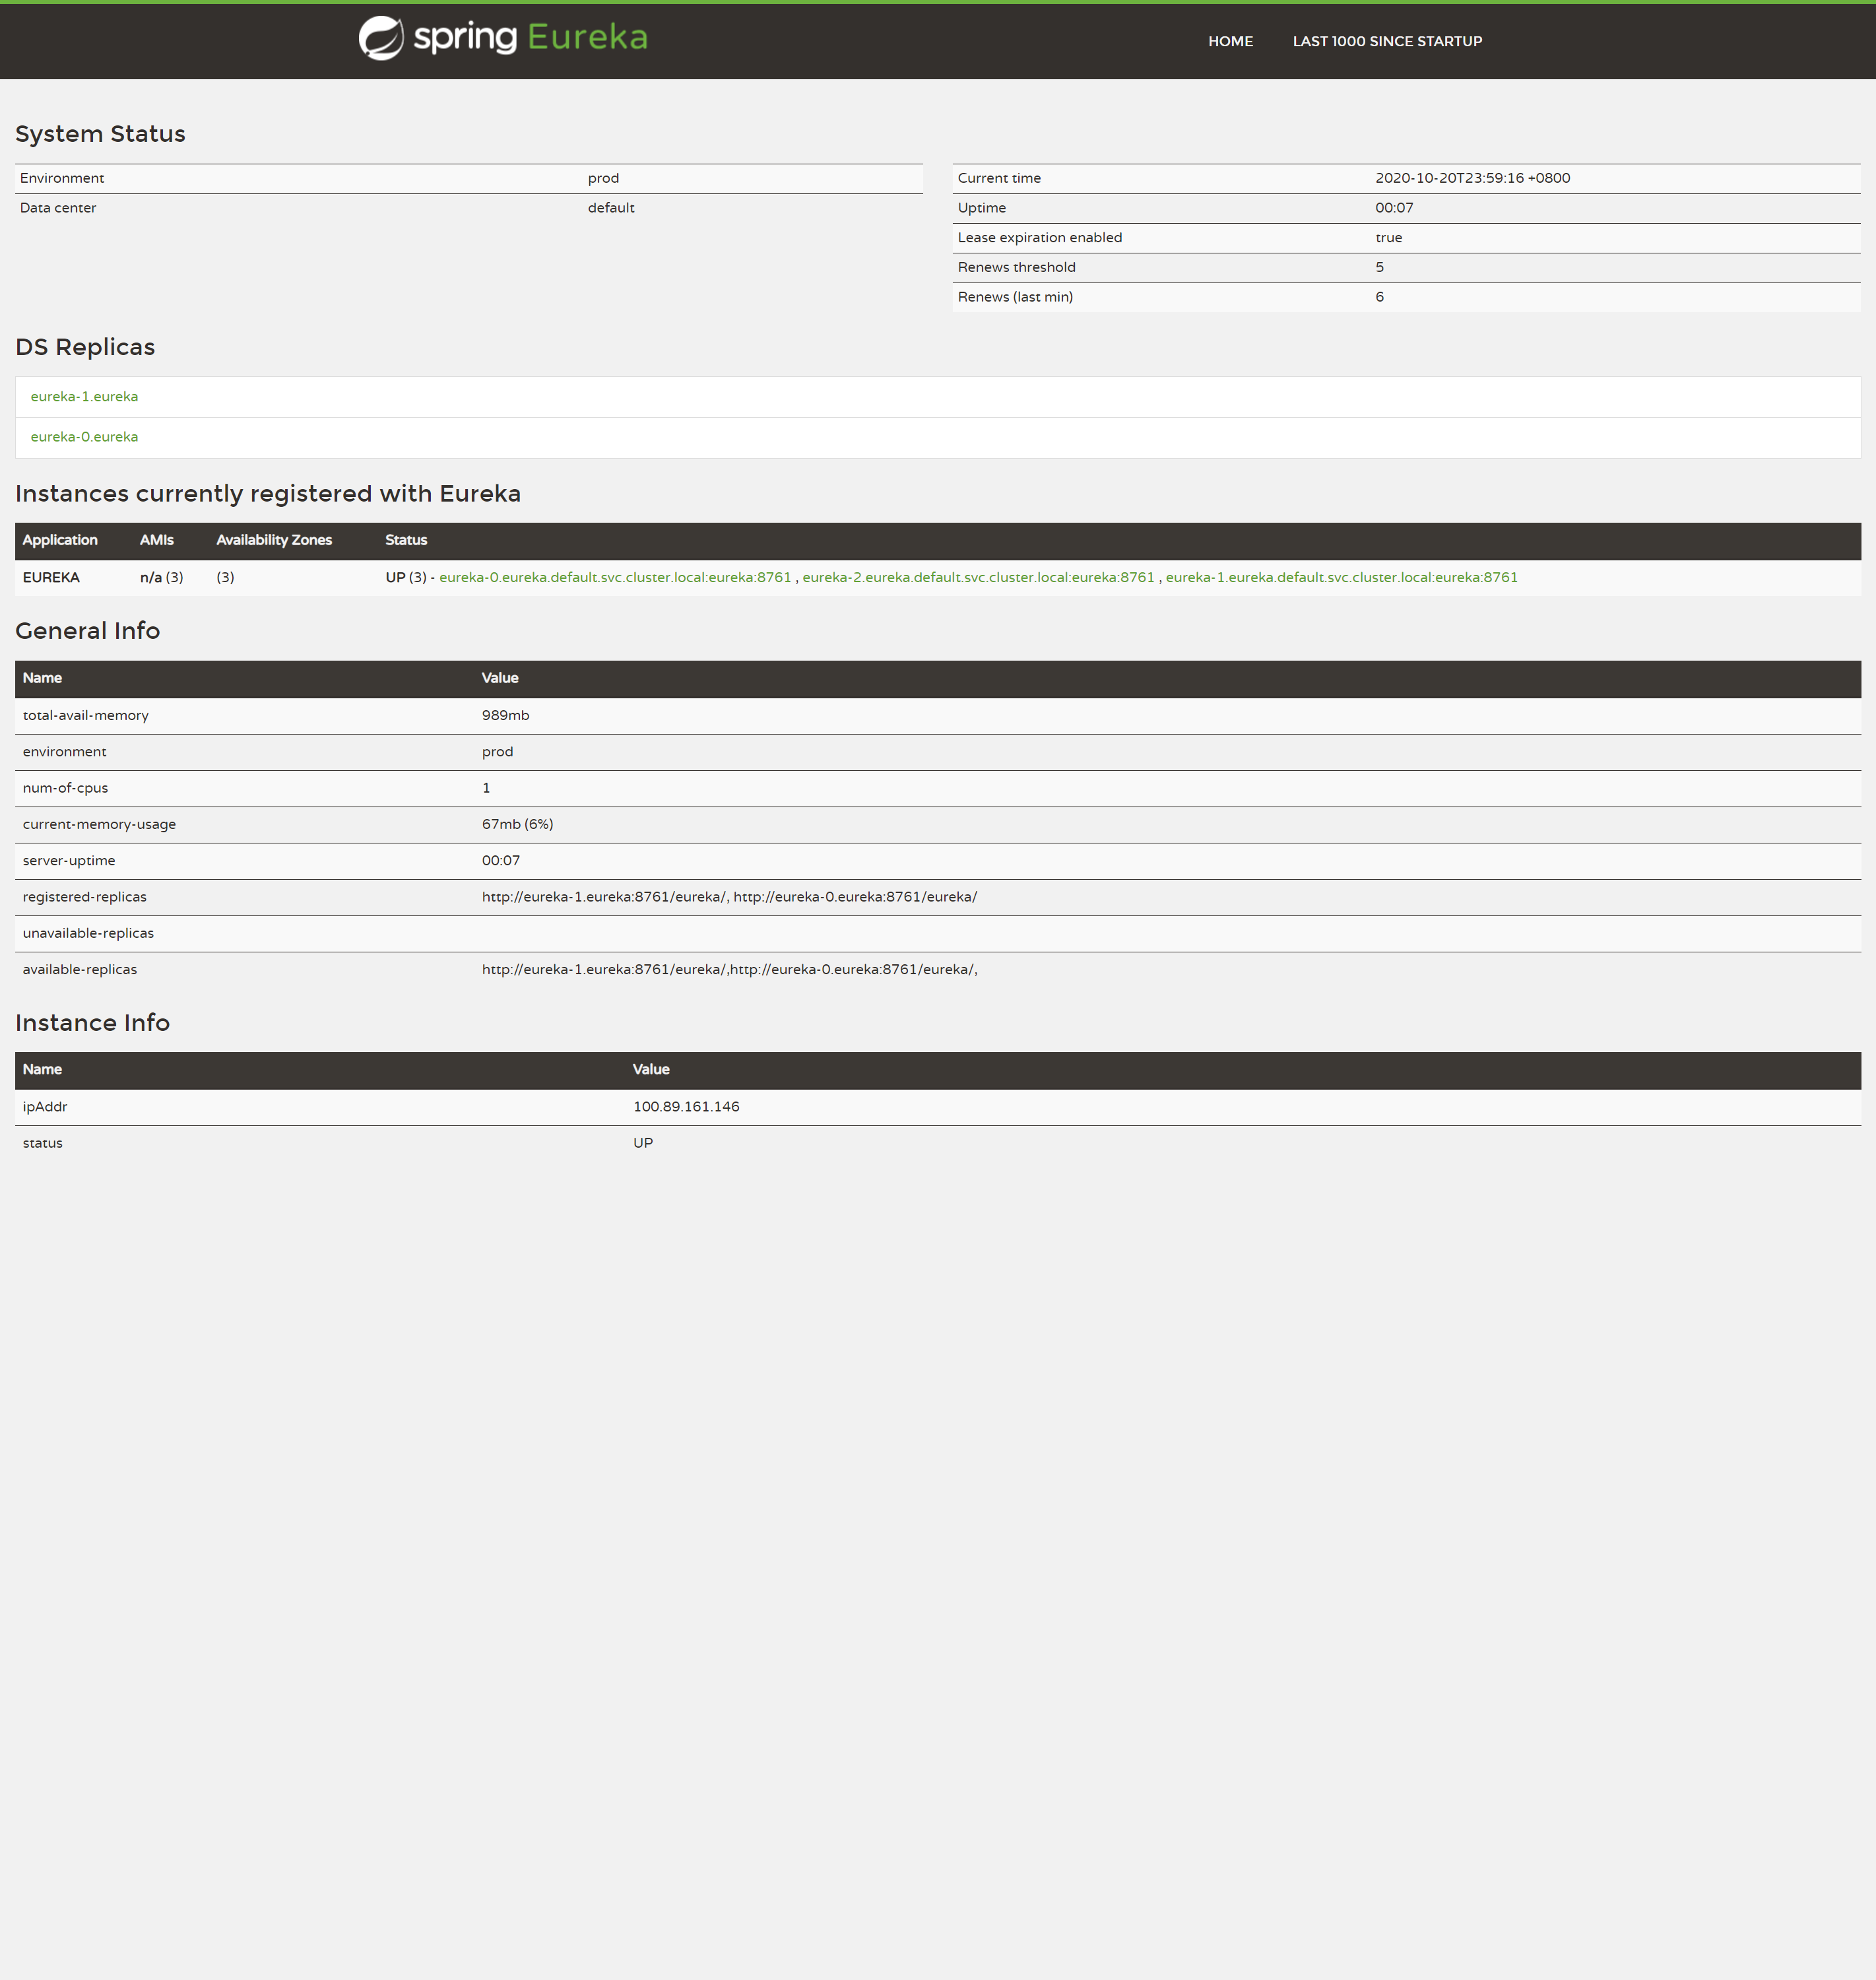 spring Eureka
HOME LAST 1000 SINCE STARTUP
System Status
Environment prod
Data center default
Current time 2020-10-20T23:59:16 +0800
Uptime 00:07
Lease expiration enabled true
Renews threshold 5
Renews (last min) 6
DS Replicas
eureka-1.eureka
eureka-0.eureka
Instances currently registered with Eureka
Application AMIs Availability Zones Status
EUREKA n/a (3) (3) UP (3) - eureka-0.eureka.default.svc.cluster.local:eureka:8761 , eureka-2.eureka.default.svc.cluster.local:eureka:8761 , eureka-1.eureka.default.svc.cluster.local:eureka:8761
General Info
Name Value
total-avail-memory 989mb
environment prod
num-of-cpus 1
current-memory-usage 67mb (6%)
server-uptime 00:07
registered-replicas http://eureka-1.eureka:8761/eureka/, http://eureka-0.eureka:8761/eureka/
unavailable-replicas
available-replicas http://eureka-1.eureka:8761/eureka/,http://eureka-0.eureka:8761/eureka/,
Instance Info
Name Value
ipAddr 100.89.161.146
status UP